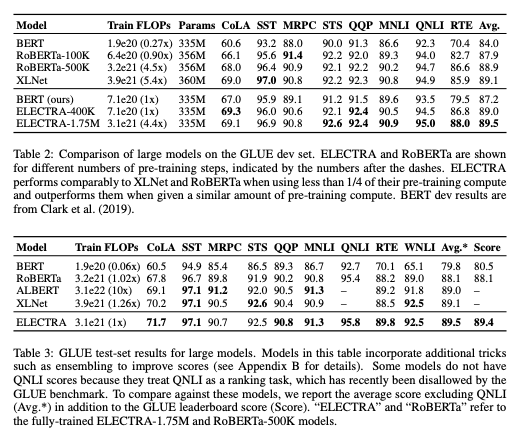 Model Train FLOPs Params CoLA SST MRPC STS QQP MNLI QNLI RTE Avg.
BERT 1.9e20 (0.27x) 335M 60.6 93.2 88.0 90.0 91.3 86.6 92.3 70.4 84.0
RoBERTa-100K 6.4e20 (0.90x) 356M 66.1 95.6 91.4 92.2 92.0 89.3 94.0 82.7 87.9
RoBERTa-500K 3.2e21 (4.5x) 356M 68.0 96.4 90.9 92.1 92.2 90.2 94.7 86.6 88.9
XLNet 3.9e21 (5.4x) 360M 69.0 97.0 90.8 92.2 92.3 90.8 94.9 85.9 89.1
BERT (ours) 7.1e20 (1x) 335M 67.0 95.9 89.1 91.2 91.5 89.6 93.5 79.5 87.2
ELECTRA-400K 7.1e20 (1x) 335M 69.3 96.0 90.6 92.1 92.4 90.5 94.5 86.8 89.0
ELECTRA-1.75M 3.1e21 (4.4x) 335M 69.1 96.9 90.8 92.6 92.4 90.9 95.0 88.0 89.5
Table 2: Comparison of large models on the GLUE dev set. ELECTRA and RoBERTa are shown
for different numbers of pre-training steps, indicated by the numbers after the dashes. ELECTRA
performs comparably to XLNet and RoBERTa when using less than 1/4 of their pre-training compute
and outperforms them when given a similar amount of pre-training compute. BERT dev results are
from Clark et al. (2019).
Model Train FLOPs CoLA SST MRPC STS QQP MNLI QNLI RTE WNLI Avg.* Score
BERT 1.9e20 (0.06x) 60.5 94.9 85.4 86.5 89.3 86.7 92.7 70.1 65.1 79.8 80.5
RoBERTa 3.2e21 (1.02x) 67.8 96.7 89.8 91.9 90.2 90.8 95.4 88.2 89.0 88.1 88.1
ALBERT 3.1e22 (10x) 69.1 97.1 91.2 92.0 90.5 91.3 – 89.2 91.8 89.0 –
XLNet 3.9e21 (1.26x) 70.2 97.1 90.5 92.6 90.4 90.9 – 88.5 92.5 89.1 –
ELECTRA 3.1e21 (1x) 71.7 97.1 90.7 92.5 90.8 91.3 95.8 89.8 92.5 89.5 89.4
Table 3: GLUE test-set results for large models. Models in this table incorporate additional tricks
such as ensembling to improve scores (see Appendix B for details). Some models do not have
QNLI scores because they treat QNLI as a ranking task, which has recently been disallowed by the
GLUE benchmark. To compare against these models, we report the average score excluding QNLI
(Avg.*) in addition to the GLUE leaderboard score (Score). “ELECTRA” and “RoBERTa” refer to
the fully-trained ELECTRA-1.75M and RoBERTa-500K models.